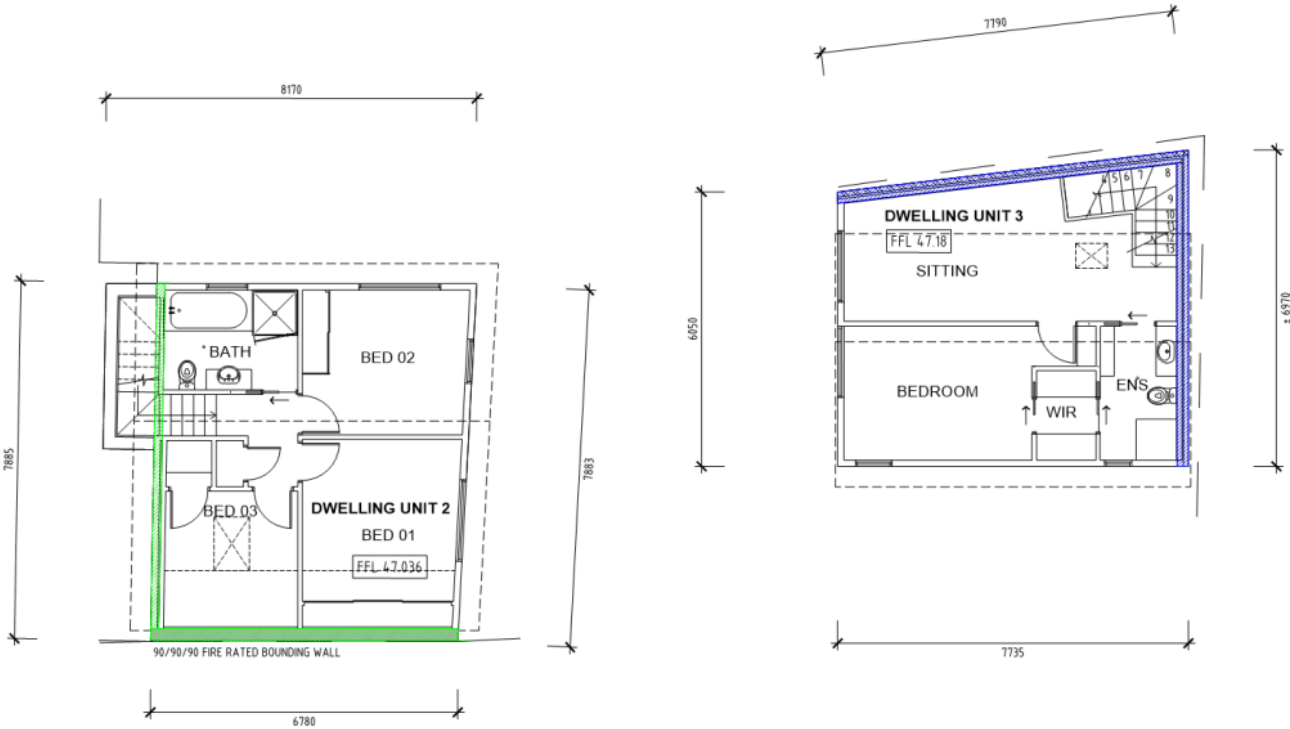 8170
7885
BATH
BED 02
BED 03
DWELLING UNIT 2
BED 01
FFL 47.036
7883
90/90/90 FIRE RATED BOUNDING WALL
6780
7790
6050
DWELLING UNIT 3
FFL 47.18
SITTING
4
5
6
7
8
9
10
11
12
13
BEDROOM
WIR
ENS
± 6970
7735